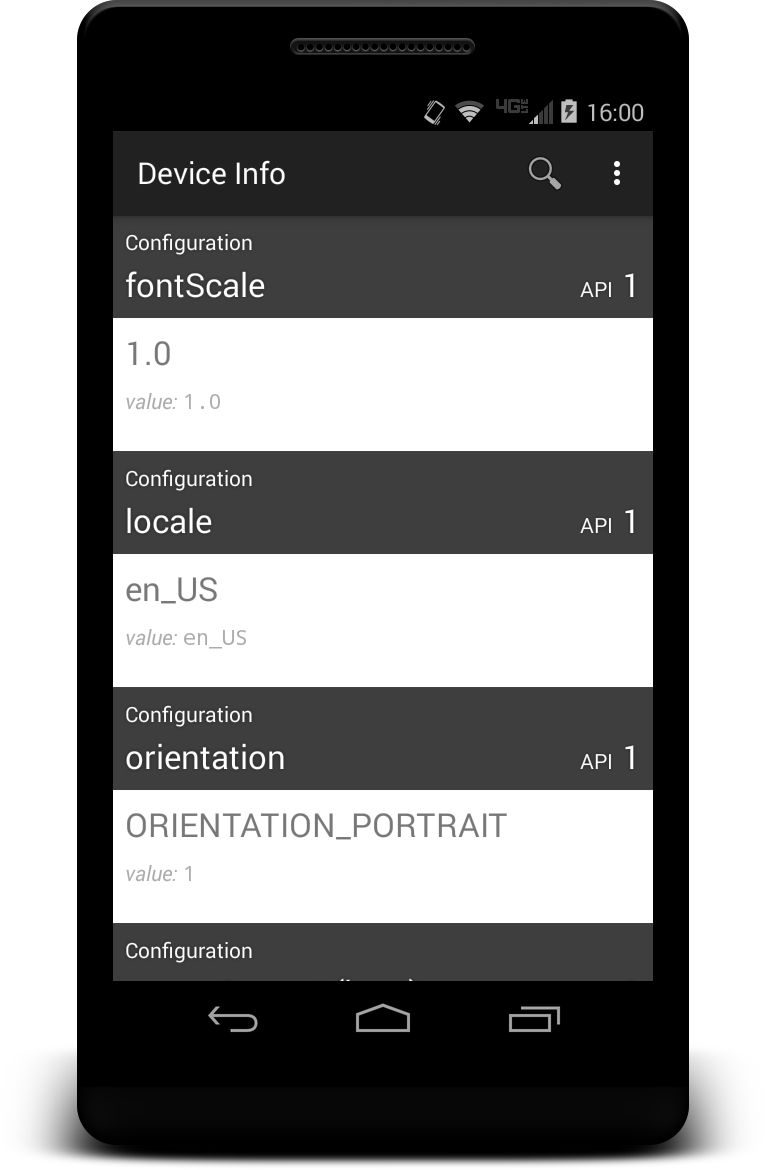 4G LTE 16:00
Device Info
Configuration
fontScale API 1
1.0
value: 1.0
Configuration
locale API 1
en_US
value: en_US
Configuration
orientation API 1
ORIENTATION_PORTRAIT
value: 1
Configuration